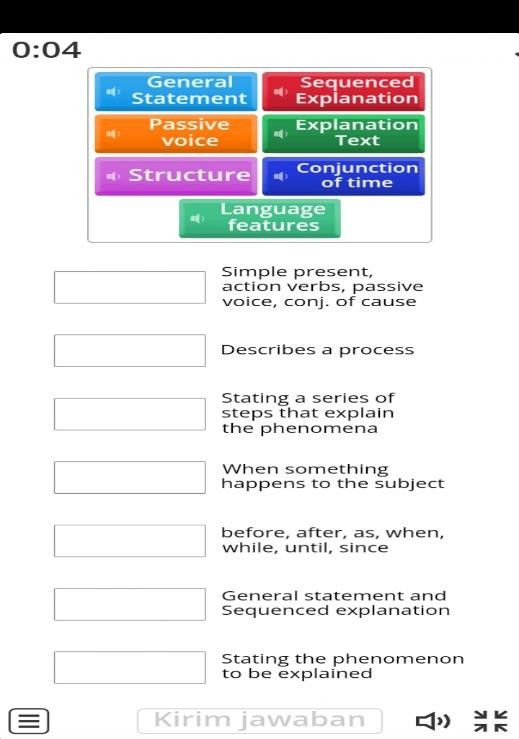 0:04
General
Statement
Sequenced
Explanation
Passive
voice
Explanation
Text
Structure
Conjunction
of time
Language
features
Simple present,
action verbs, passive
voice, conj. of cause
Describes a process
Stating a series of
steps that explain
the phenomena
When something
happens to the subject
before, after, as, when,
while, until, since
General statement and
Sequenced explanation
Stating the phenomenon
to be explained
Kirim jawaban